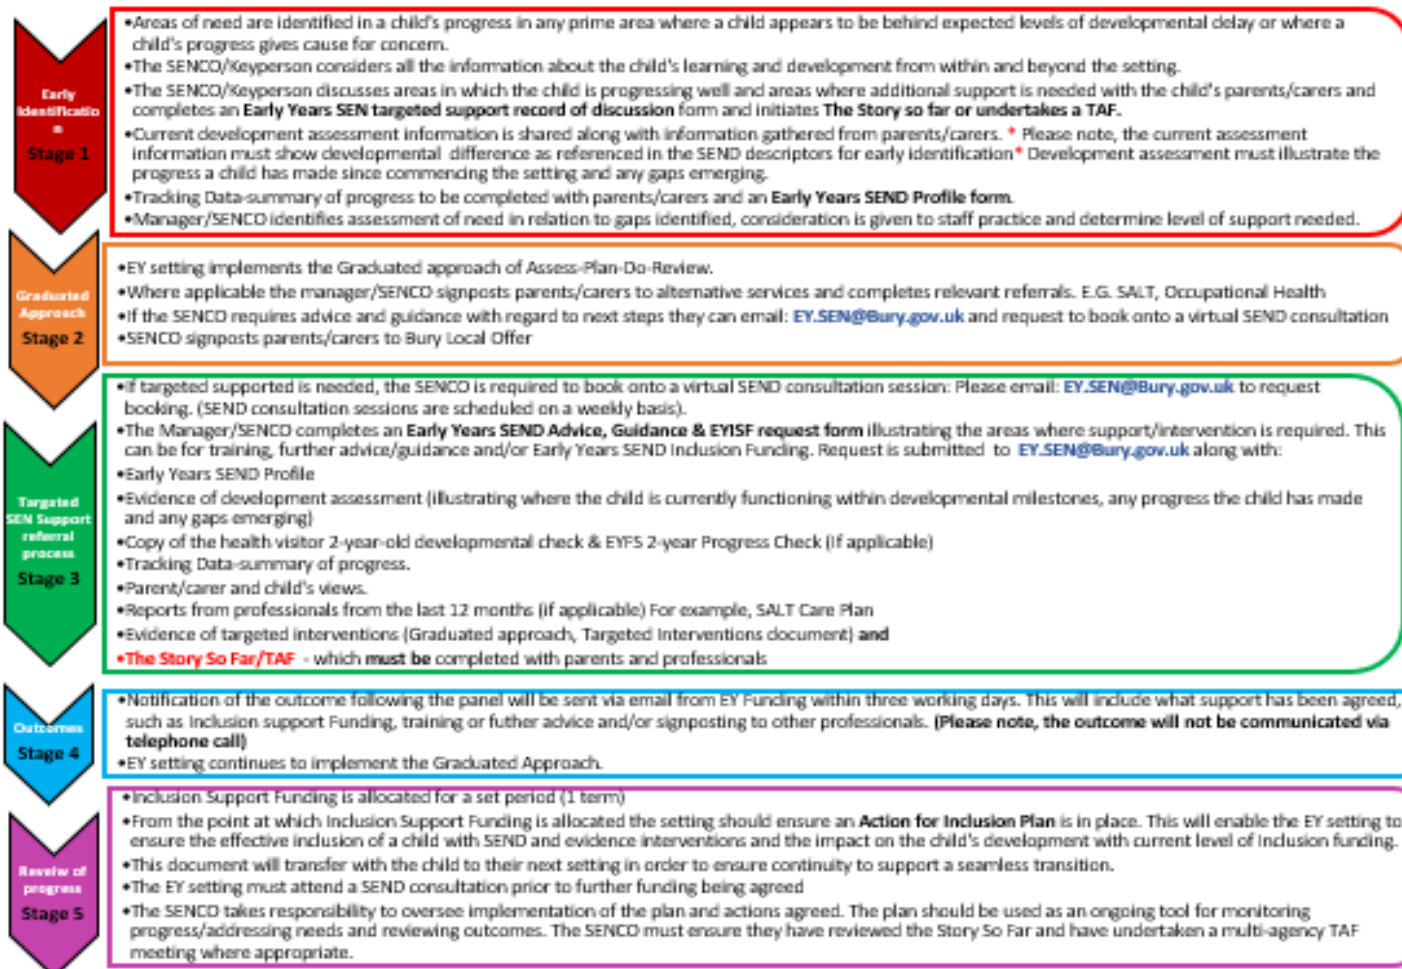 Early
Identificatio
n
Stage 1
•Areas of need are identified in a child's progress in any prime area where a child appears to be behind expected levels of developmental delay or where a
child's progress gives cause for concern.
•The SENCO/Keyperson considers all the information about the child's learning and development from within and beyond the setting.
•The SENCO/Keyperson discusses areas in which the child is progressing well and areas where additional support is needed with the child's parents/carers and
completes an Early Years SEN targeted support record of discussion form and initiates The Story so far or undertakes a TAF.
•Current development assessment information is shared along with information gathered from parents/carers. * Please note, the current assessment
information must show developmental difference as referenced in the SEND descriptors for early identification* Development assessment must illustrate the
progress a child has made since commencing the setting and any gaps emerging.
•Tracking Data-summary of progress to be completed with parents/carers and an Early Years SEND Profile form.
•Manager/SENCO identifies assessment of need in relation to gaps identified, consideration is given to staff practice and determine level of support needed.
Graduated
Approach
Stage 2
•EY setting implements the Graduated approach of Assess-Plan-Do-Review.
•Where applicable the manager/SENCO signposts parents/carers to alternative services and completes relevant referrals. E.G. SALT, Occupational Health
•If the SENCO requires advice and guidance with regard to next steps they can email: EY.SEN@Bury.gov.uk and request to book onto a virtual SEND consultation
•SENCO signposts parents/carers to Bury Local Offer
Targeted
SEN Support
referral
process
Stage 3
•If targeted supported is needed, the SENCO is required to book onto a virtual SEND consultation session: Please email: EY.SEN@Bury.gov.uk to request
booking. (SEND consultation sessions are scheduled on a weekly basis).
•The Manager/SENCO completes an Early Years SEND Advice, Guidance & EYISF request form illustrating the areas where support/intervention is required. This
can be for training, further advice/guidance and/or Early Years SEND Inclusion Funding. Request is submitted to EY.SEN@Bury.gov.uk along with:
•Early Years SEND Profile
•Evidence of development assessment (illustrating where the child is currently functioning within developmental milestones, any progress the child has made
and any gaps emerging)
•Copy of the health visitor 2-year-old developmental check & EYFS 2-year Progress Check (If applicable)
•Tracking Data-summary of progress.
•Parent/carer and child's views.
•Reports from professionals from the last 12 months (if applicable) For example, SALT Care Plan
•Evidence of targeted interventions (Graduated approach, Targeted Interventions document) and
•The Story So Far/TAF - which must be completed with parents and professionals
Outcomes
Stage 4
•Notification of the outcome following the panel will be sent via email from EY Funding within three working days. This will include what support has been agreed,
such as Inclusion support Funding, training or futher advice and/or signposting to other professionals. (Please note, the outcome will not be communicated via
telephone call)
•EY setting continues to implement the Graduated Approach.
Reveiw of
progress
Stage 5
•Inclusion Support Funding is allocated for a set period (1 term)
•From the point at which Inclusion Support Funding is allocated the setting should ensure an Action for Inclusion Plan is in place. This will enable the EY setting to
ensure the effective inclusion of a child with SEND and evidence interventions and the impact on the child's development with current level of Inclusion funding.
•This document will transfer with the child to their next setting in order to ensure continuity to support a seamless transition.
•The EY setting must attend a SEND consultation prior to further funding being agreed
•The SENCO takes responsibility to oversee implementation of the plan and actions agreed. The plan should be used as an ongoing tool for monitoring
progress/addressing needs and reviewing outcomes. The SENCO must ensure they have reviewed the Story So Far and have undertaken a multi-agency TAF
meeting where appropriate.